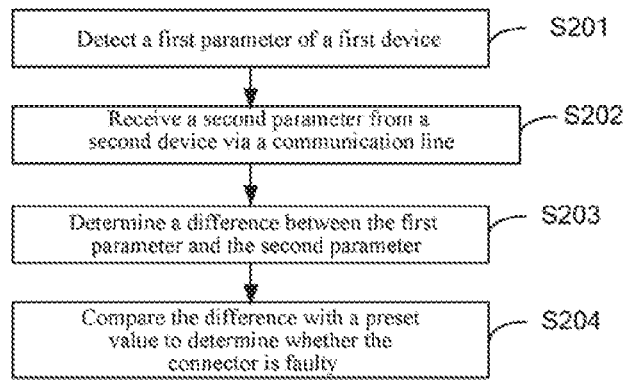 Detect a first parameter of a first device
S201
Receive a second parameter from a
second device via a communication line
S202
Determine a difference between the first
parameter and the second parameter
S203
Compare the difference with a preset
value to determine whether the
connector is faulty
S204